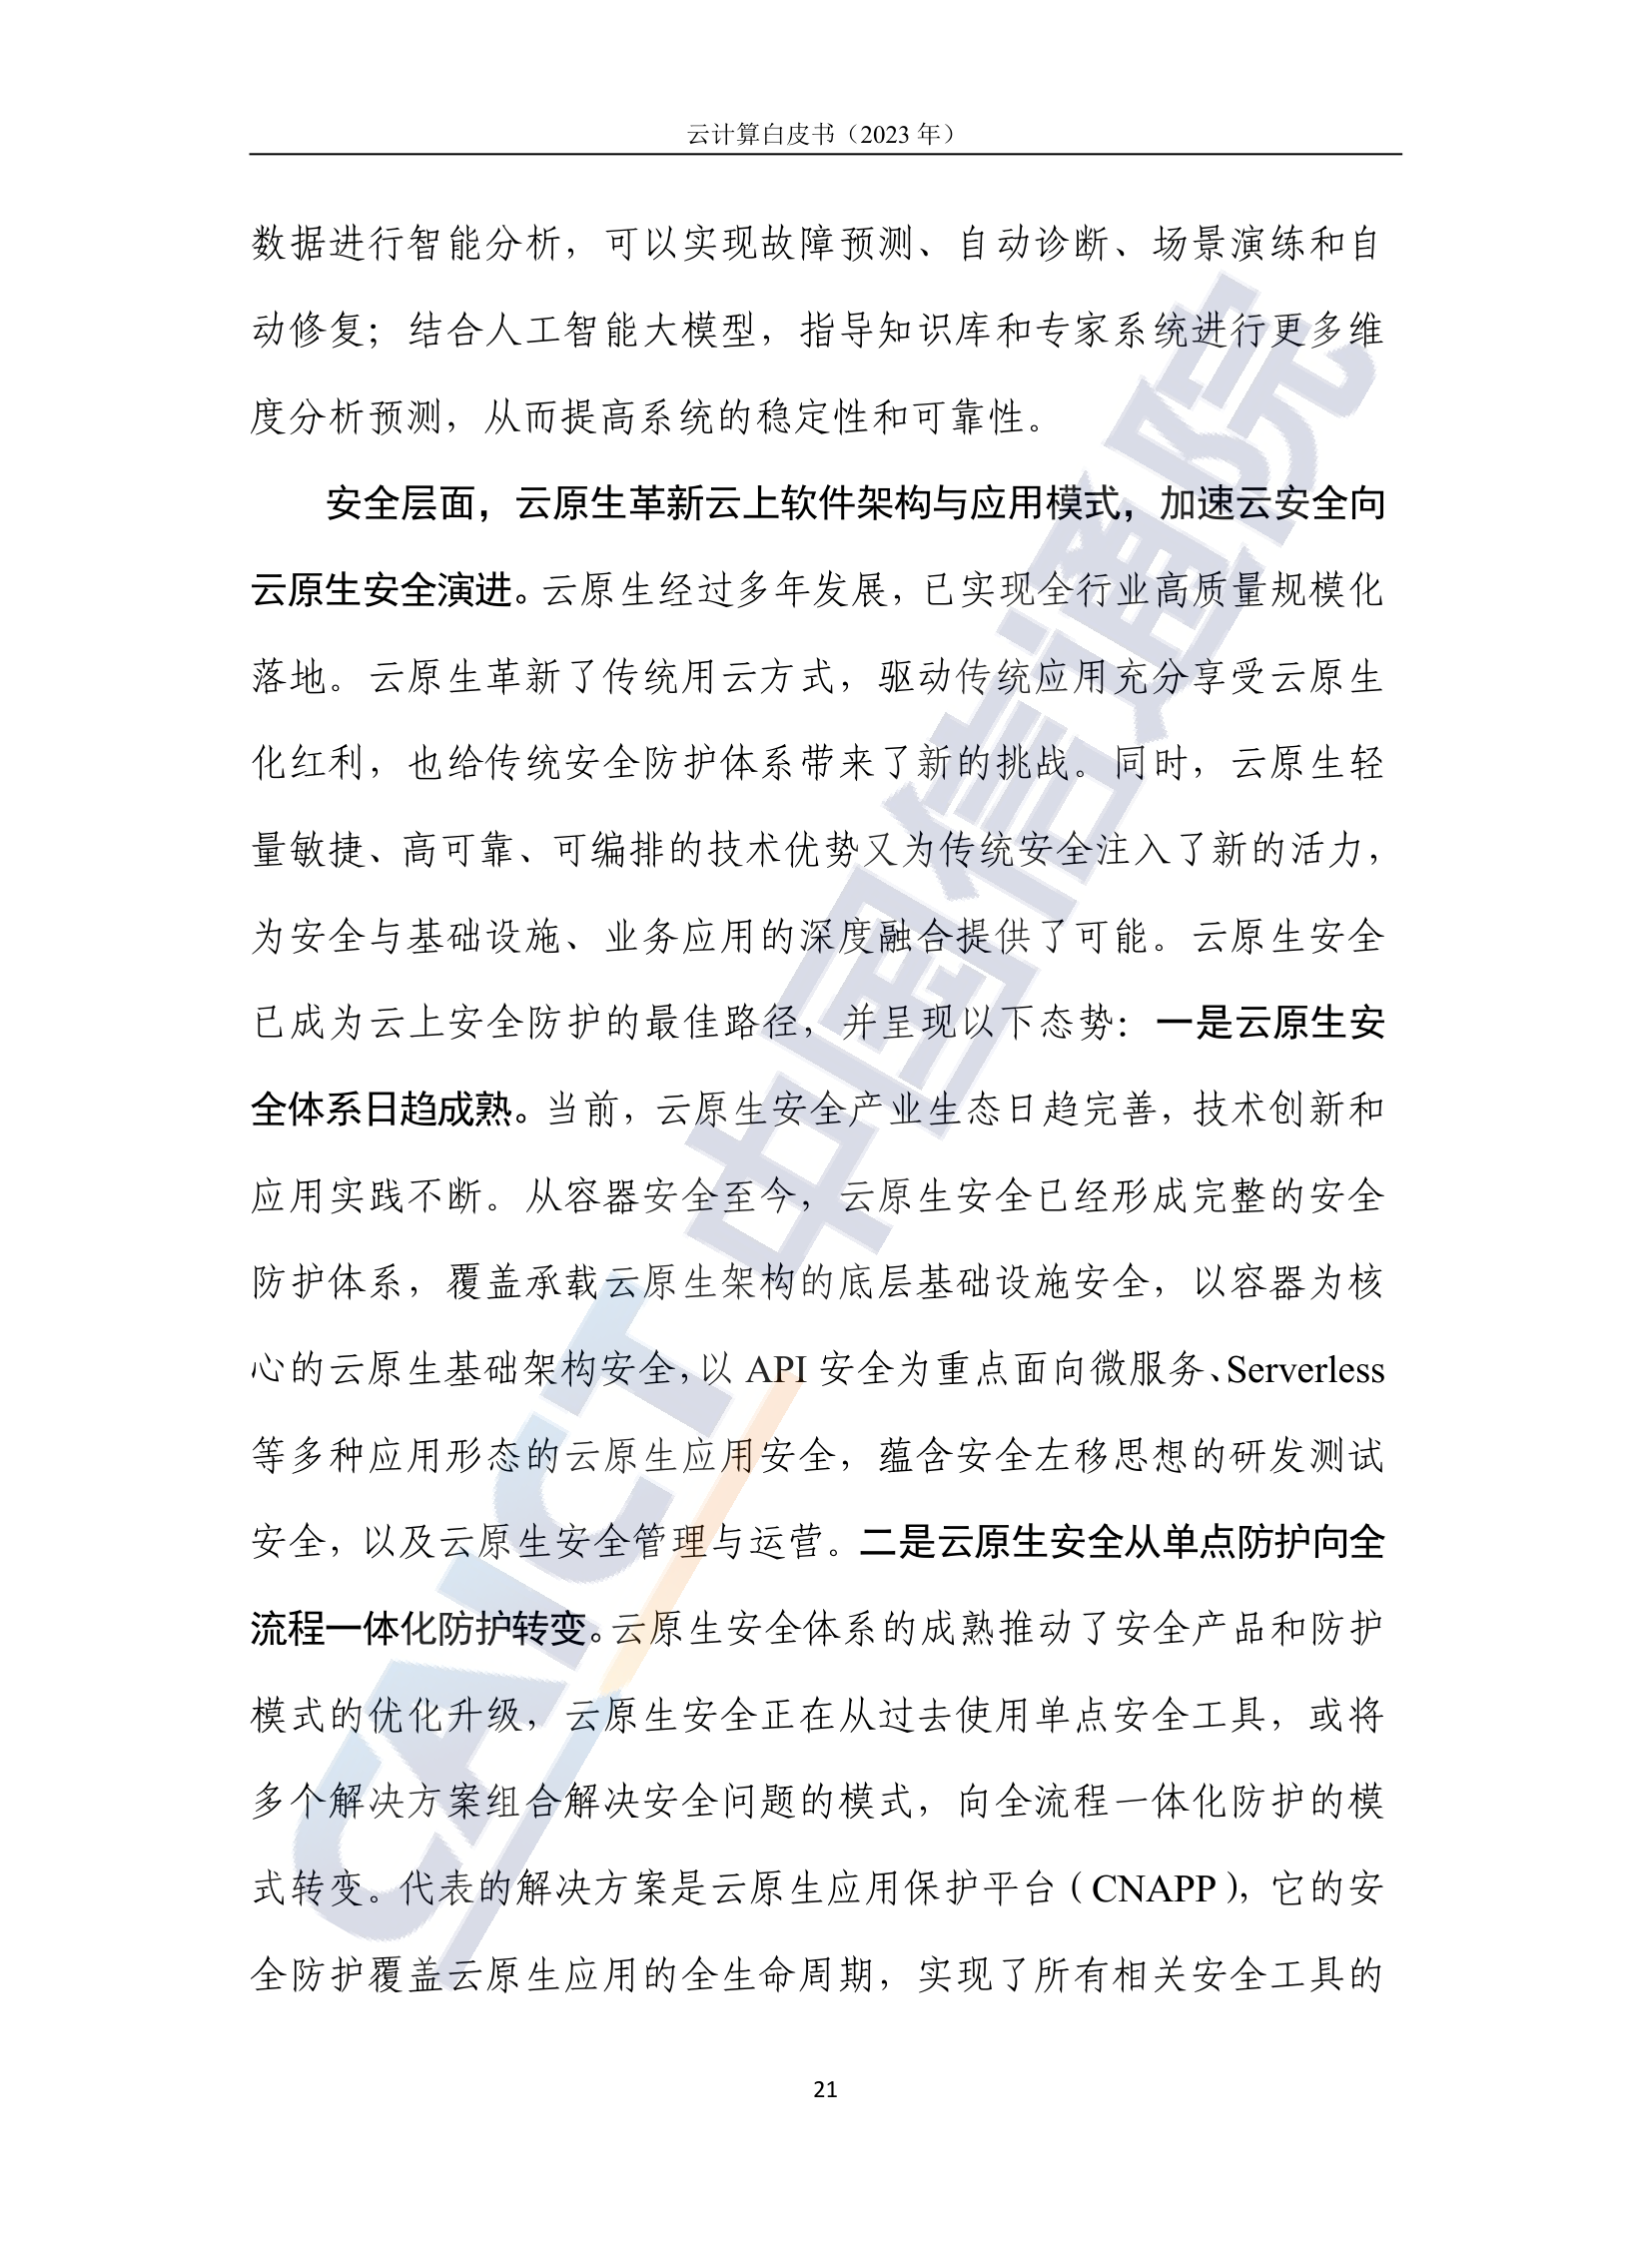 云计算白皮书（2023 年）
数据进行智能分析，可以实现故障预测、自动诊断、场景演练和自
动修复；结合人工智能大模型，指导知识库和专家系统进行更多维
度分析预测，从而提高系统的稳定性和可靠性。
安全层面，云原生革新云上软件架构与应用模式，加速云安全向
云原生安全演进。云原生经过多年发展，已实现全行业高质量规模化
落地。云原生革新了传统用云方式，驱动传统应用充分享受云原生
化红利，也给传统安全防护体系带来了新的挑战。同时，云原生轻
量敏捷、高可靠、可编排的技术优势又为传统安全注入了新的活力，
为安全与基础设施、业务应用的深度融合提供了可能。云原生安全
已成为云上安全防护的最佳路径，并呈现以下态势：一是云原生安
全体系日趋成熟。当前，云原生安全产业生态日趋完善，技术创新和
应用实践不断。从容器安全至今，云原生安全已经形成完整的安全
防护体系，覆盖承载云原生架构的底层基础设施安全，以容器为核
心的云原生基础架构安全，以 API 安全为重点面向微服务、Serverless
等多种应用形态的云原生应用安全，蕴含安全左移思想的研发测试
安全，以及云原生安全管理与运营。二是云原生安全从单点防护向全
流程一体化防护转变。云原生安全体系的成熟推动了安全产品和防护
模式的优化升级，云原生安全正在从过去使用单点安全工具，或将
多个解决方案组合解决安全问题的模式，向全流程一体化防护的模
式转变。代表的解决方案是云原生应用保护平台（CNAPP），它的安
全防护覆盖云原生应用的全生命周期，实现了所有相关安全工具的
21
CAICT 中国信通院